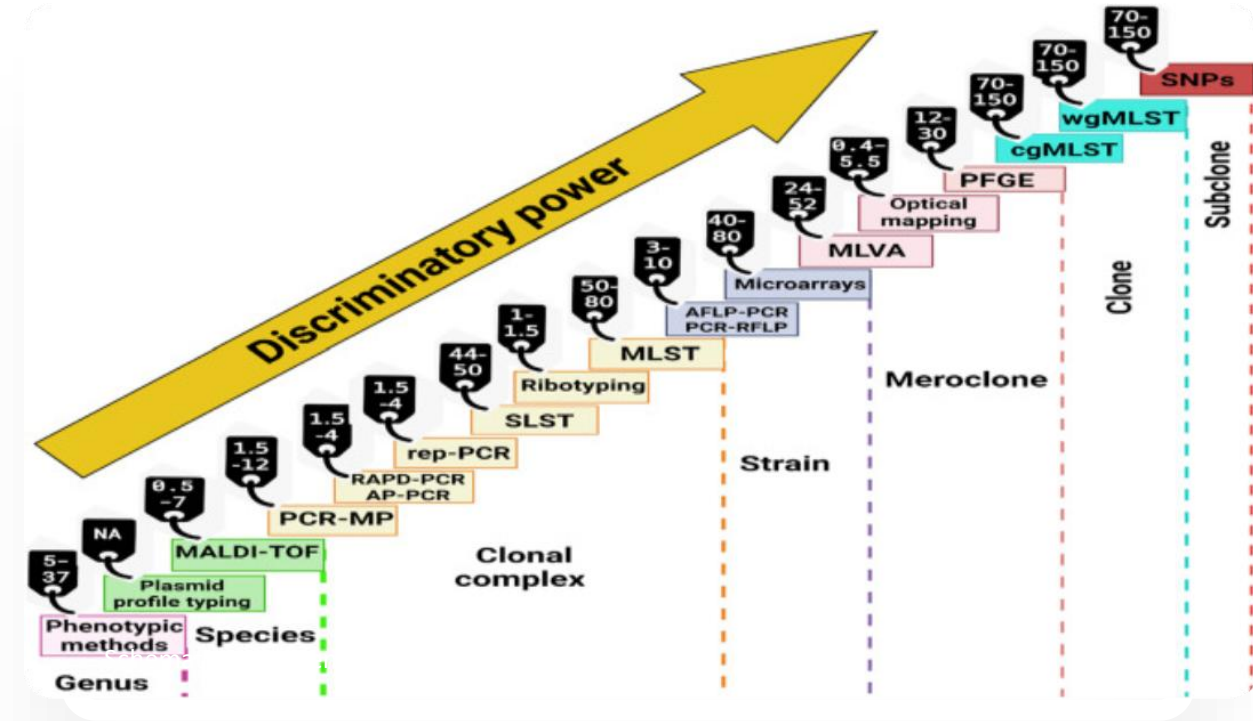 70-
150
SNPs
70-
150
wgMLST
70-
150
cgMLST
12-
30
PFGE
0.4-
5.5
Optical
mapping
24-
52
MLVA
40-
80
Microarrays
3-
10
AFLP-PCR
PCR-RFLP
50-
80
MLST
1-
1.5
Ribotyping
44-
50
SLST
1.5
-4
rep-PCR
1.5
-4
RAPD-PCR
AP-PCR
1.5
-12
PCR-MP
0.5
-7
MALDI-TOF
NA
Plasmid
profile typing
5-
37
Phenotypic
methods
Discriminatory power
Genus
Species
Clonal
complex
Strain
Meroclone
Clone
Subclone